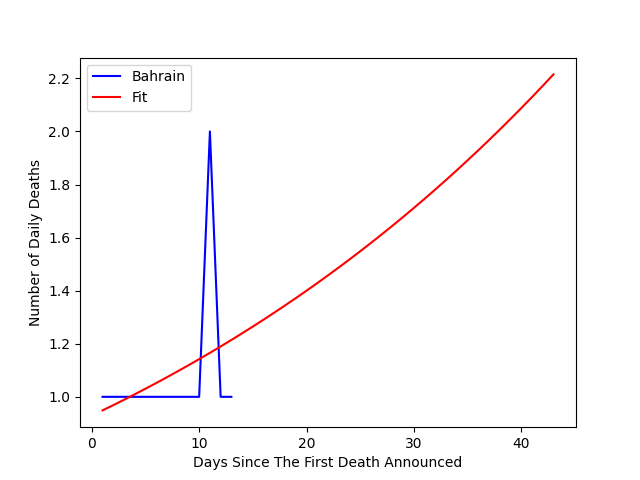 Bahrain
Fit
2.2
2.0
1.8
1.6
1.4
1.2
1.0
Number of Daily Deaths
0 10 20 30 40
Days Since The First Death Announced